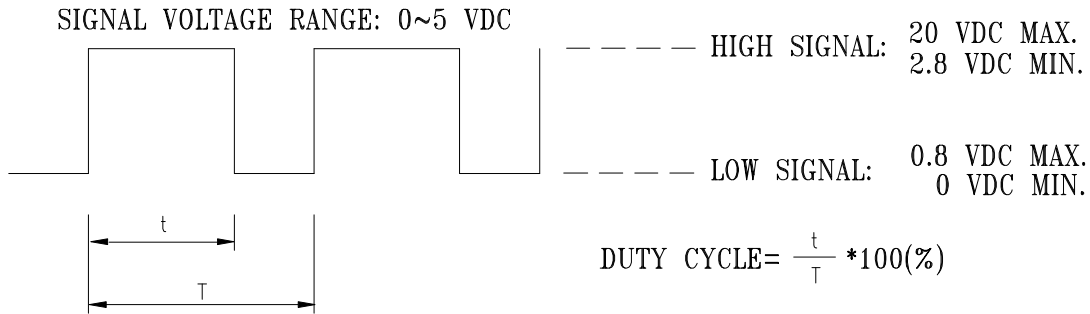 SIGNAL VOLTAGE RANGE: 0~5 VDC
HIGH SIGNAL: 20 VDC MAX.
2.8 VDC MIN.
LOW SIGNAL: 0.8 VDC MAX.
0 VDC MIN.
t
T
DUTY CYCLE= t/T *100(%)